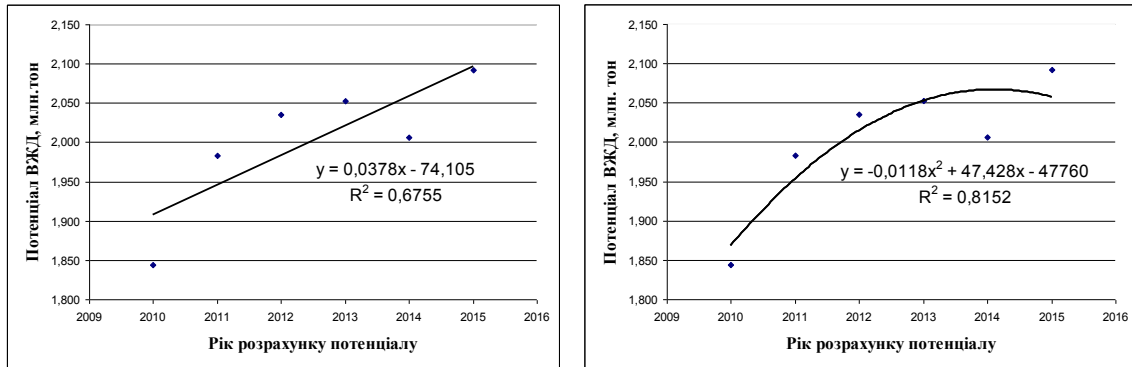 2,150
2,100
2,050
2,000
1,950
1,900
1,850
1,800
2009 2010 2011 2012 2013 2014 2015 2016
Потенціал ВЖД, млн.тон
Рік розрахунку потенціалу
y = 0,0378x - 74,105
R² = 0,6755
2,150
2,100
2,050
2,000
1,950
1,900
1,850
1,800
2009 2010 2011 2012 2013 2014 2015 2016
Потенціал ВЖД, млн. тон
Рік розрахунку потенціалу
y = -0,0118x² + 47,428x - 47760
R² = 0,8152